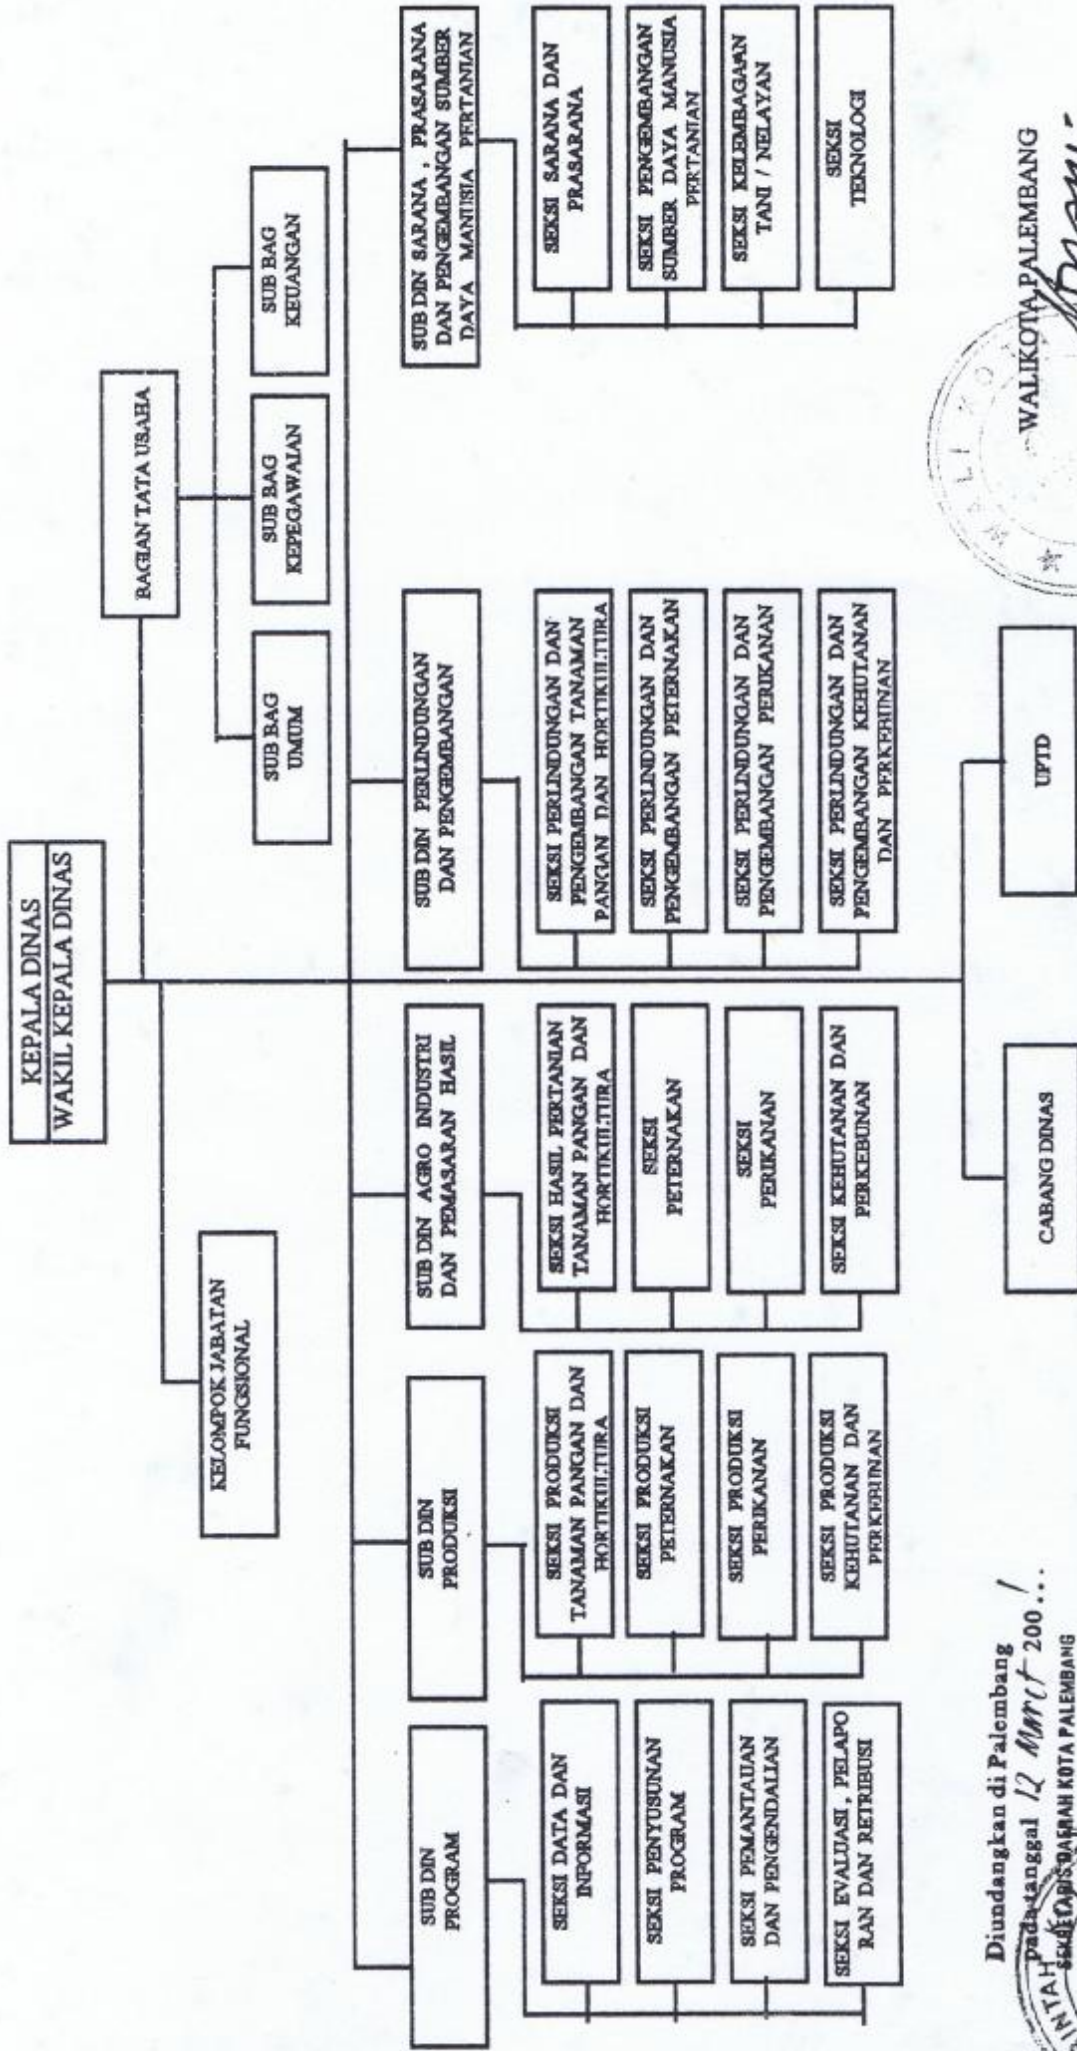 KEPALA DINAS
WAKIL KEPALA DINAS
KELOMPOK JABATAN
FUNGSIONAL
BAGIAN TATA USAHA
SUB BAG
UMUM
SUB BAG
KEPEGAWAIAN
SUB BAG
KEUANGAN
SUB DIN
PROGRAM
SEKSI DATA DAN
INFORMASI
SEKSI PENYUSUNAN
PROGRAM
SEKSI PEMANTAUAN
DAN PENGENDALIAN
SEKSI EVALUASI, PELAPO
RAN DAN RETRIBUSI
SUB DIN
PRODUKSI
SEKSI PRODUKSI
TANAMAN PANGAN DAN
HORTIKULTURA
SEKSI PRODUKSI
PETERNAKAN
SEKSI PRODUKSI
PERIKANAN
SEKSI PRODUKSI
KEHUTANAN DAN
PERKEBUNAN
SUB DIN AGRO INDUSTRI
DAN PEMASARAN HASIL
SEKSI HASIL PERTANIAN
TANAMAN PANGAN DAN
HORTIKULTURA
SEKSI
PETERNAKAN
SEKSI
PERIKANAN
SEKSI KEHUTANAN DAN
PERKEBUNAN
SUB DIN PERLINDUNGAN
DAN PENGEMBANGAN
SEKSI PERLINDUNGAN DAN
PENGEMBANGAN TANAMAN
PANGAN DAN HORTIKULTURA
SEKSI PERLINDUNGAN DAN
PENGEMBANGAN PETERNAKAN
SEKSI PERLINDUNGAN DAN
PENGEMBANGAN PERIKANAN
SEKSI PERLINDUNGAN DAN
PENGEMBANGAN KEHUTANAN
DAN PERKEBUNAN
SUB DIN SARANA , PRASARANA
DAN PENGEMBANGAN SUMBER
DAYA MANUSIA PERTANIAN
SEKSI SARANA DAN
PRASARANA
SEKSI PENGEMBANGAN
SUMBER DAYA MANUSIA
PERTANIAN
SEKSI KELEMBAGAAN
TANI / NELAYAN
SEKSI
TEKNOLOGI
CABANG DINAS
UPTD
Diundangkan di Palembang
pada tanggal 12 Maret 200.1..
SEKRETARIS DAERAH KOTA PALEMBANG
WALIKOTA PALEMBANG
WALIKO